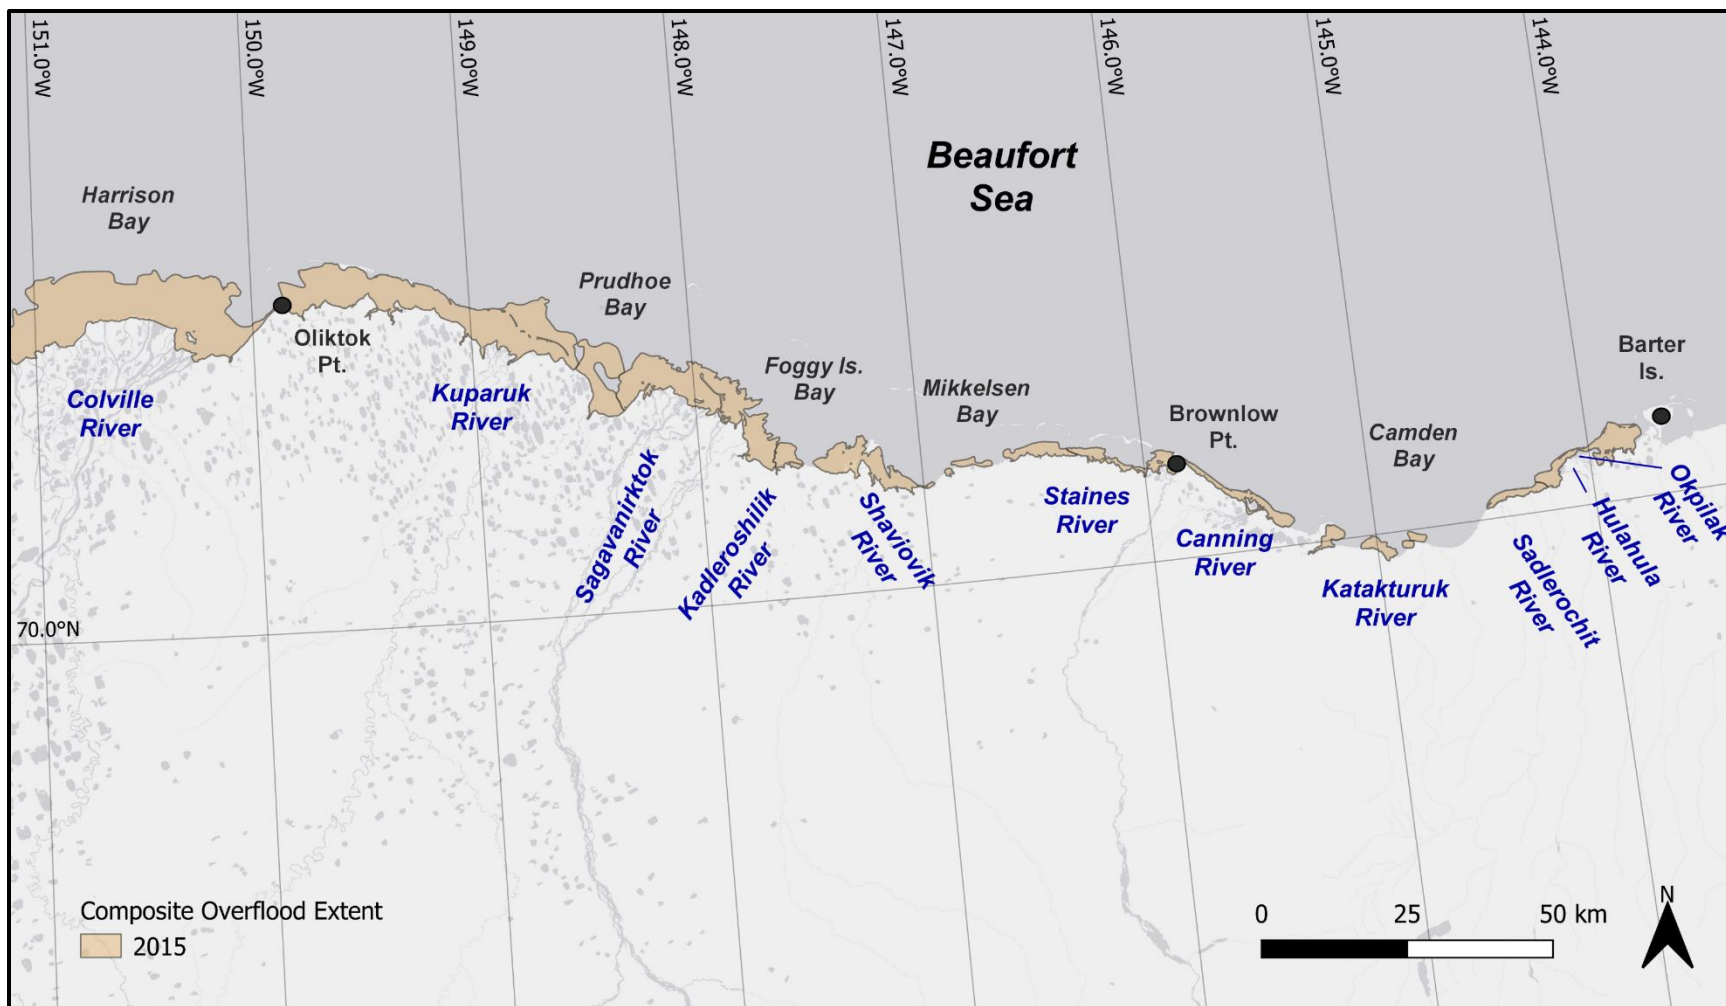 151.0°W
150.0°W
149.0°W
148.0°W
147.0°W
146.0°W
145.0°W
144.0°W
Beaufort
Sea
Harrison
Bay
Prudhoe
Bay
Oliktok
Pt.
Foggy Is.
Bay
Mikkelsen
Bay
Brownlow
Pt.
Camden
Bay
Barter
Is.
Colville
River
Kuparuk
River
Sagavanirktok
River
Kadleroshilik
River
Shaviovik
River
Staines
River
Canning
River
Katakturuk
River
Sadlerochit
River
Hulahula
River
Okpilak
River
70.0°N
Composite Overflood Extent
2015
0 25 50 km
N